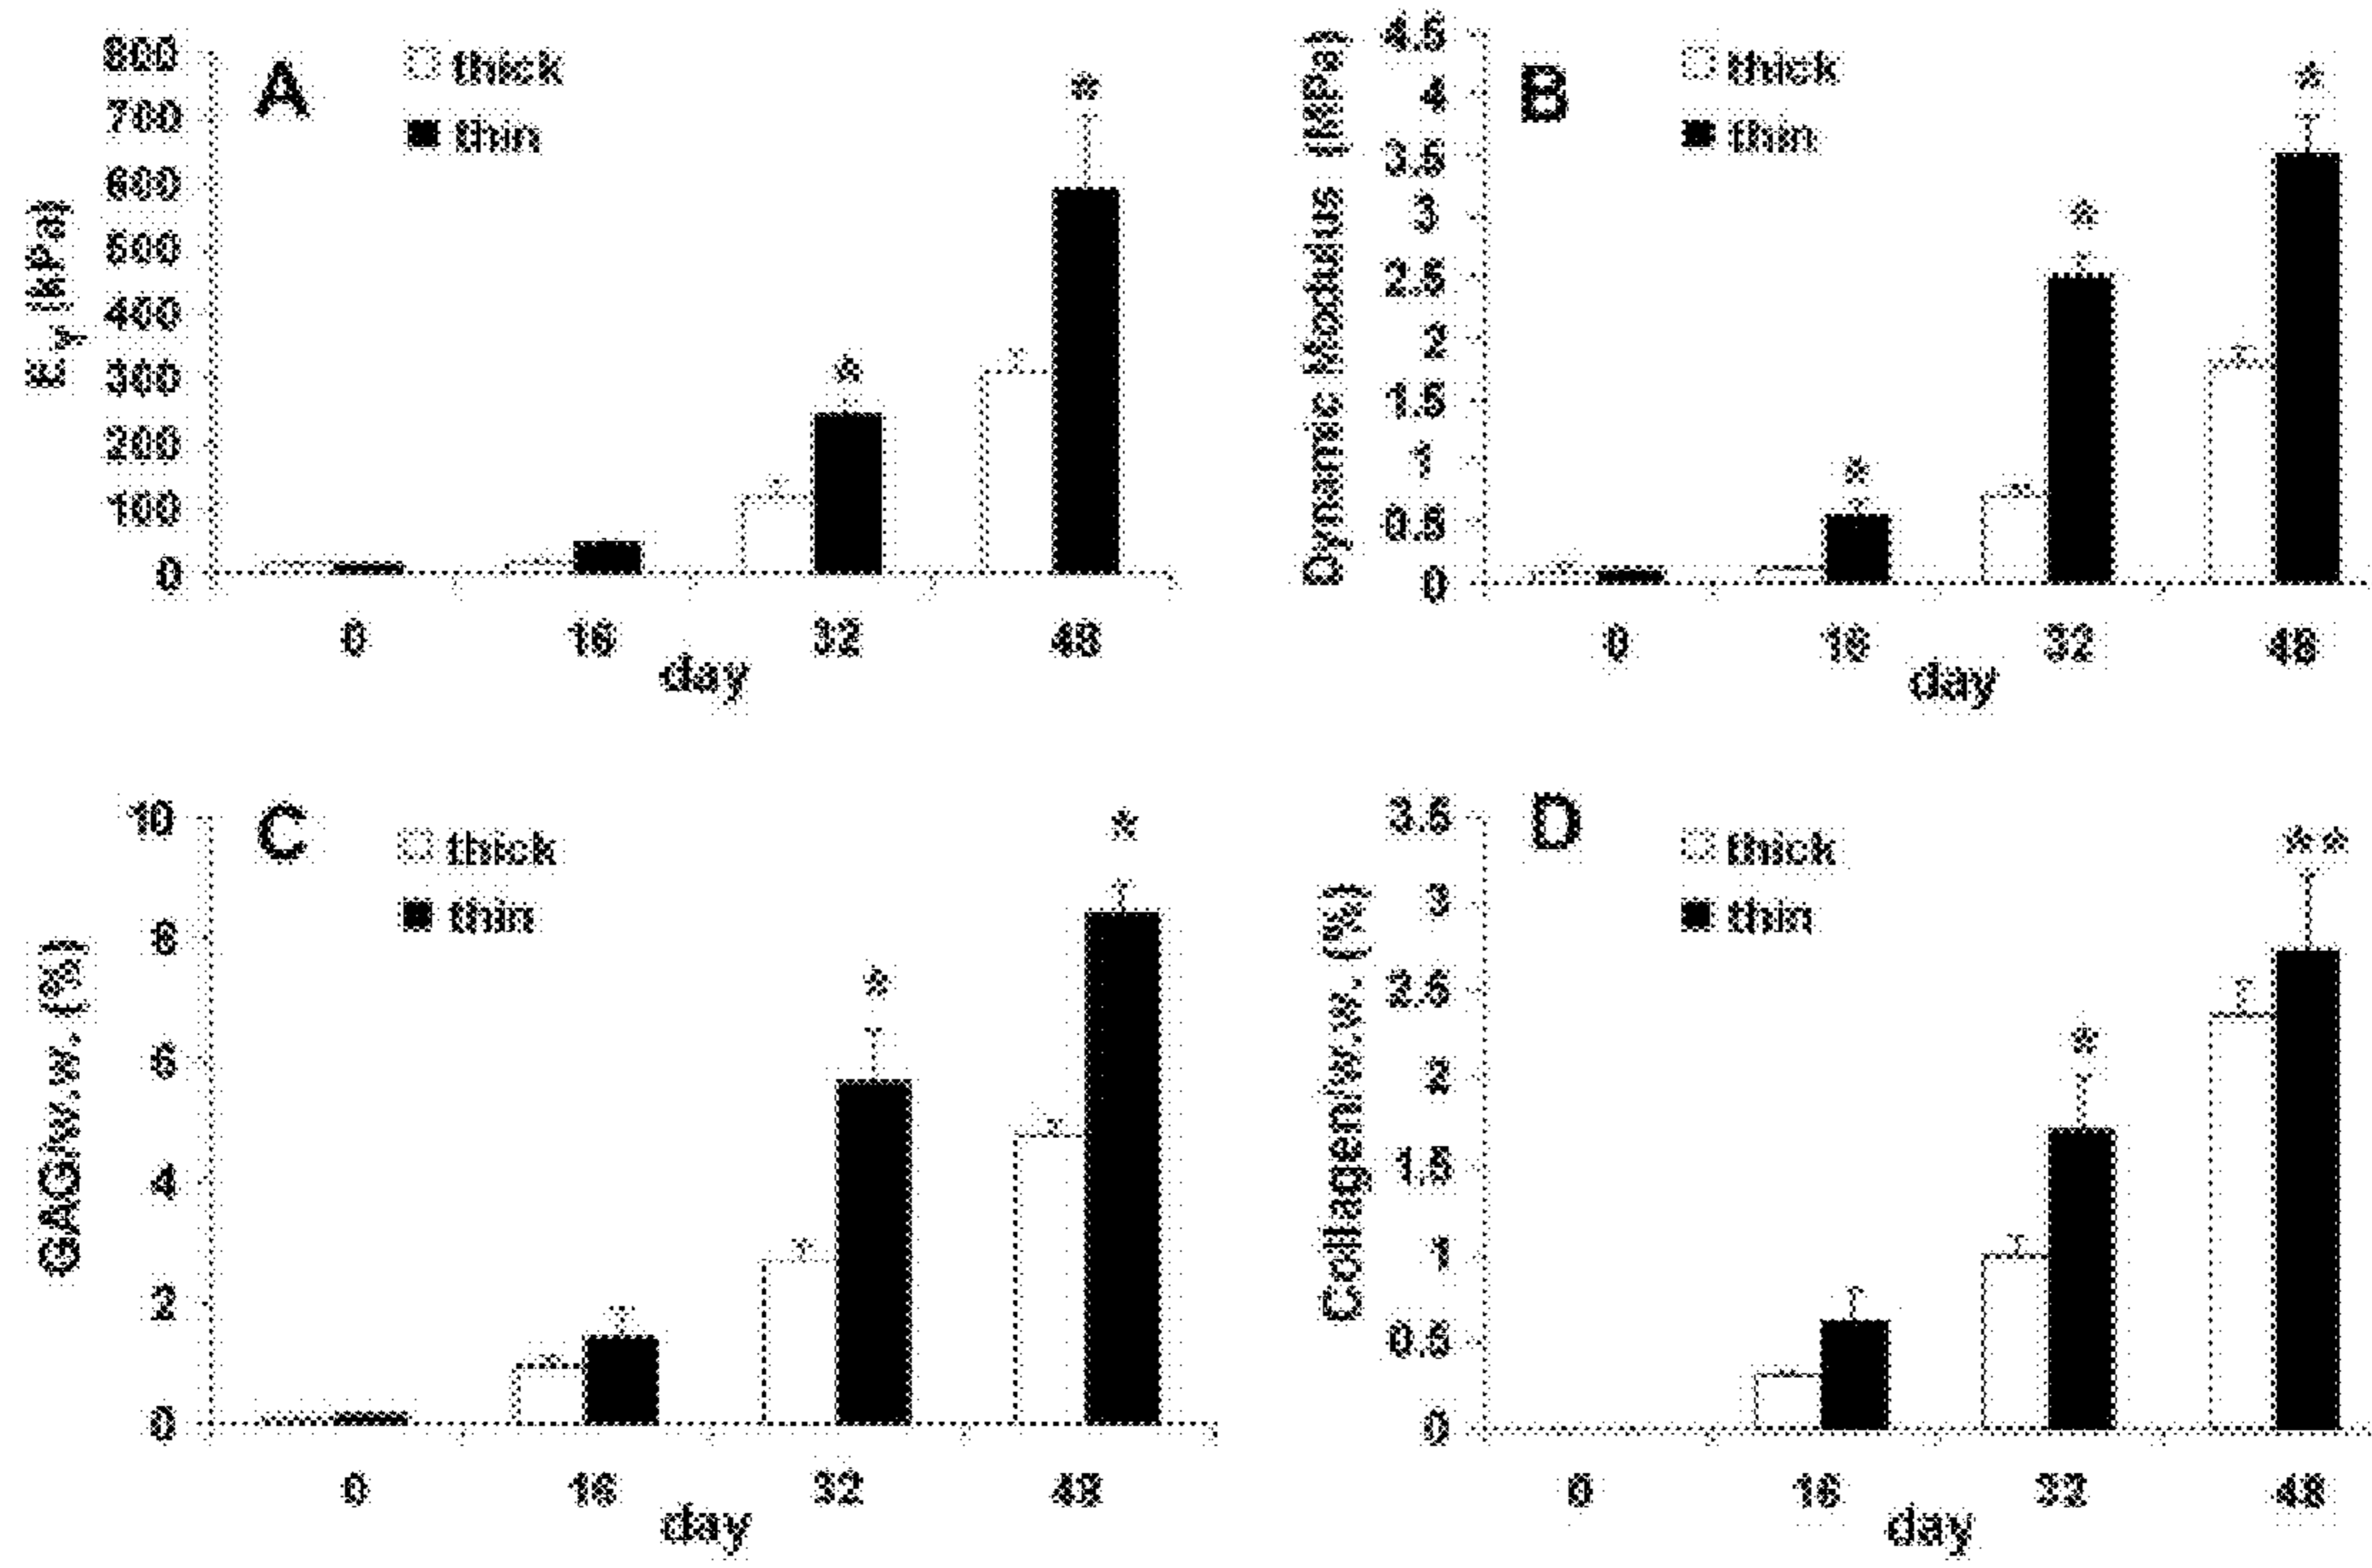 A
thick
thin
E_Y (kPa)
800
700
600
500
400
300
200
100
0
*
*
0 16 32 48
day
B
thick
thin
Dynamic Modulus (MPa)
4.5
4
3.5
3
2.5
2
1.5
1
0.5
0
*
*
*
0 16 32 48
day
C
thick
thin
GAG/w.w. (%)
10
8
6
4
2
0
*
*
0 16 32 48
day
D
thick
thin
Collagen/w.w. (%)
3.5
3
2.5
2
1.5
1
0.5
0
*
**
0 16 32 48
day